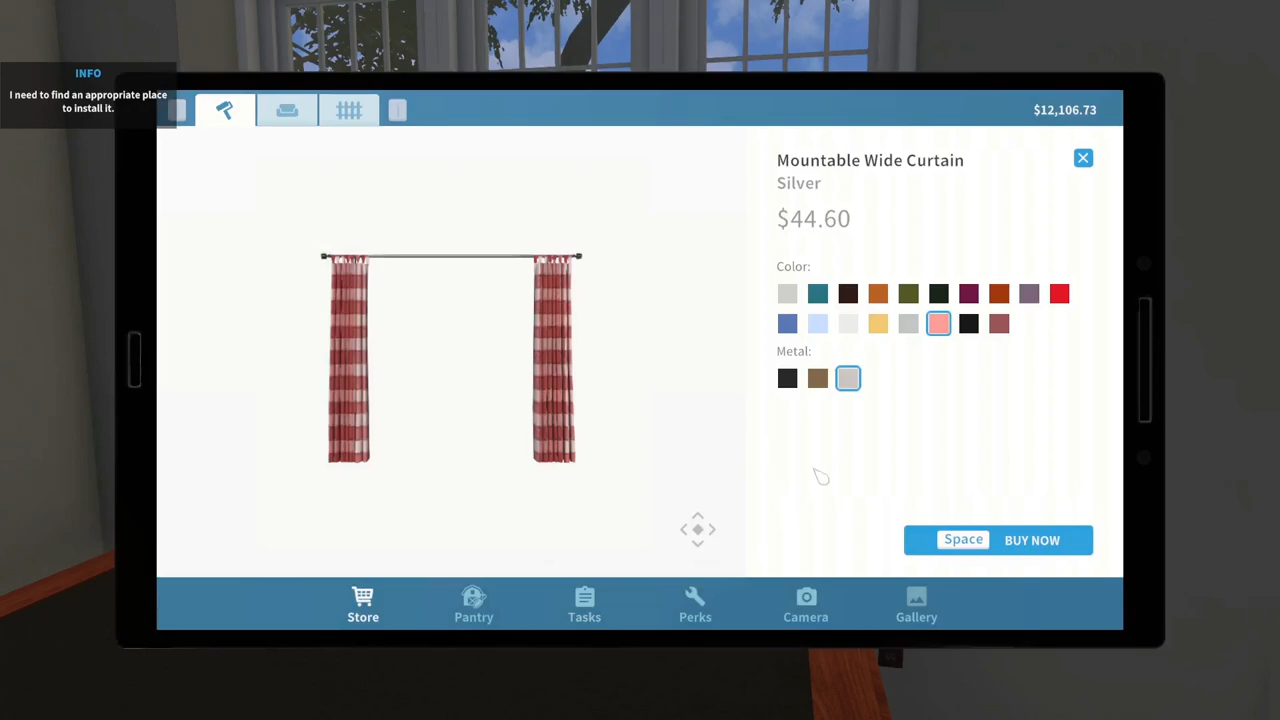 INFO
I need to find an appropriate place
to install it.
$12,106.73
Mountable Wide Curtain
Silver
$44.60
Color:
Metal:
Space BUY NOW
Store
Pantry
Tasks
Perks
Camera
Gallery